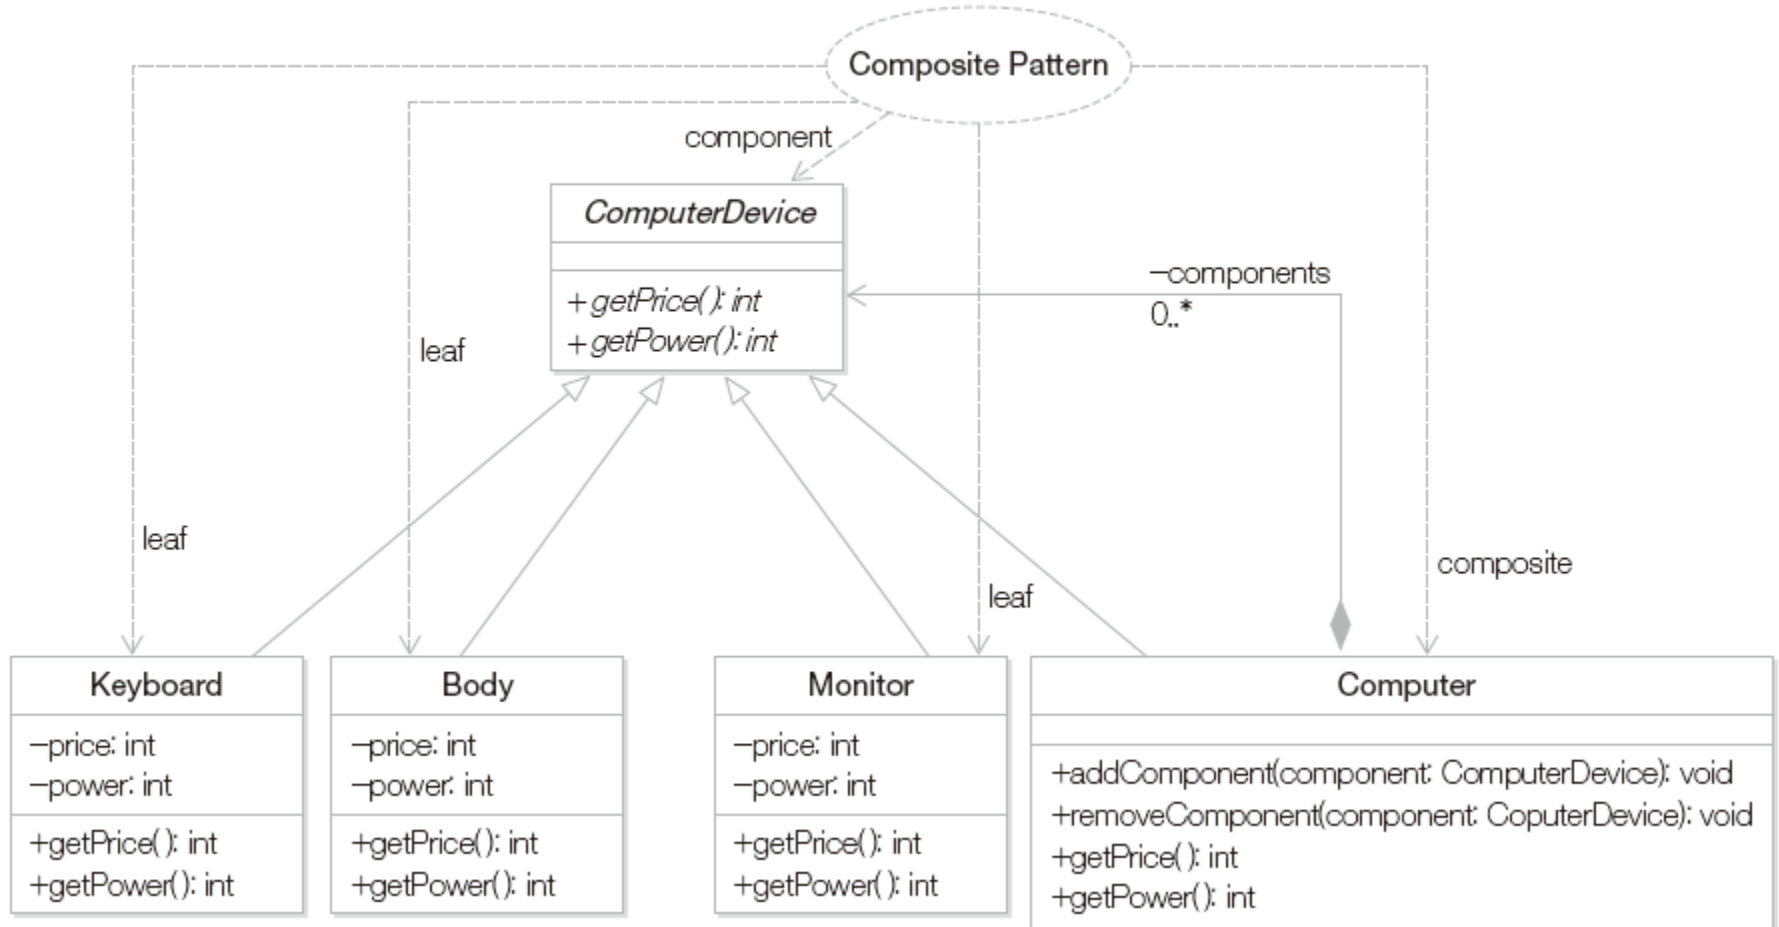 Composite Pattern
component
ComputerDevice
+getPrice(): int
+getPower(): int
−components
0..*
leaf
leaf
leaf
composite
Keyboard
−price: int
−power: int
+getPrice(): int
+getPower(): int
Body
−price: int
−power: int
+getPrice(): int
+getPower(): int
Monitor
−price: int
−power: int
+getPrice(): int
+getPower(): int
Computer
+addComponent(component: ComputerDevice): void
+removeComponent(component: CoputerDevice): void
+getPrice(): int
+getPower(): int